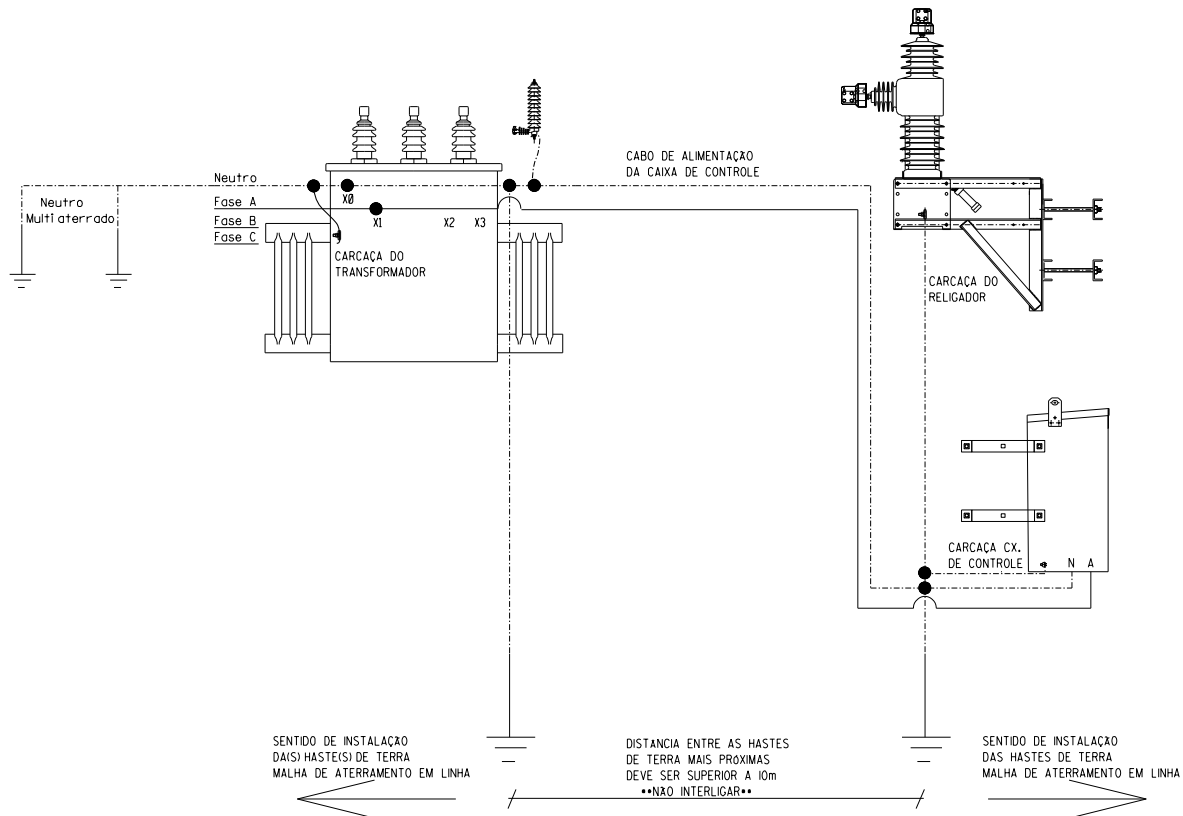 Neutro
Neutro
Multiaterrado
Fase A
Fase B
Fase C
XØ
X1
X2
X3
CARCAÇA DO
TRANSFORMADOR
CABO DE ALIMENTAÇÃO
DA CAIXA DE CONTROLE
CARCAÇA DO
RELIGADOR
CARCAÇA CX.
DE CONTROLE
N
A
SENTIDO DE INSTALAÇÃO
DA(S) HASTE(S) DE TERRA
MALHA DE ATERRAMENTO EM LINHA
DISTANCIA ENTRE AS HASTES
DE TERRA MAIS PRÓXIMAS
DEVE SER SUPERIOR A 10m
**NÃO INTERLIGAR**
SENTIDO DE INSTALAÇÃO
DAS HASTES DE TERRA
MALHA DE ATERRAMENTO EM LINHA